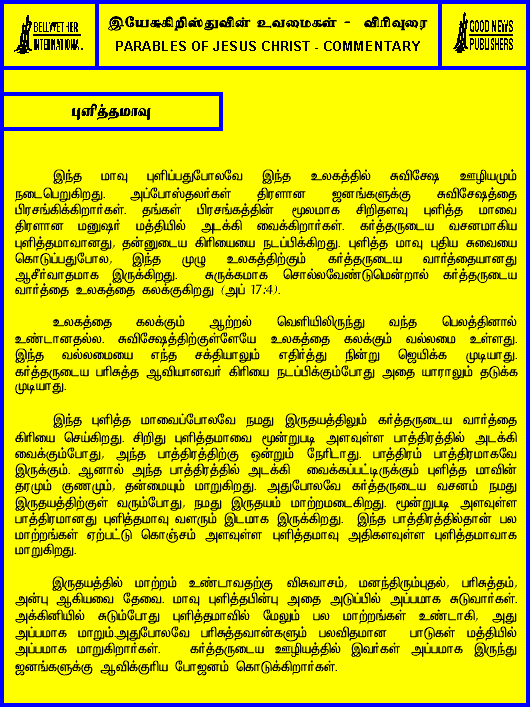 BELLWETHER
INTERNATIONAL
இயேசுகிறிஸ்துவின் உவமைகள் - விரிவுரை
PARABLES OF JESUS CHRIST - COMMENTARY
GOOD NEWS
PUBLISHERS
புளித்தமாவு
இந்த மாவு புளிப்பதுபோலவே இந்த உலகத்தில் சுவிசேஷ ஊழியமும்
நடைபெறுகிறது. அப்போஸ்தலர்கள் திரளான ஜனங்களுக்கு சுவிசேஷத்தை
பிரசங்கிக்கிறார்கள். தங்கள் பிரசங்கத்தின் மூலமாக சிறிதளவு புளித்த மாவை
திரளான மனுஷர் மத்தியில் அடக்கி வைக்கிறார்கள். கர்த்தருடைய வசனமாகிய
புளித்தமாவானது, தன்னுடைய கிரியையை நடப்பிக்கிறது. புளித்த மாவு புதிய சுவையை
கொடுப்பதுபோல, இந்த முழு உலகத்திற்கும் கர்த்தருடைய வார்த்தையானது
ஆசீர்வாதமாக இருக்கிறது. சுருக்கமாக சொல்லவேண்டுமென்றால் கர்த்தருடைய
வார்த்தை உலகத்தை கலக்குகிறது (அப் 17:4).
உலகத்தை கலக்கும் ஆற்றல் வெளியிலிருந்து வந்த பெலத்தினால்
உண்டானதல்ல. சுவிசேஷத்திற்குள்ளேயே உலகத்தை கலக்கும் வல்லமை உள்ளது.
இந்த வல்லமையை எந்த சக்தியாலும் எதிர்த்து நின்று ஜெயிக்க முடியாது.
கர்த்தருடைய பரிசுத்த ஆவியானவர் கிரியை நடப்பிக்கும்போது அதை யாராலும் தடுக்க
முடியாது.
இந்த புளித்த மாவைப்போலவே நமது இருதயத்திலும் கர்த்தருடைய வார்த்தை
கிரியை செய்கிறது. சிறிது புளித்தமாவை மூன்றுபடி அளவுள்ள பாத்திரத்தில் அடக்கி
வைக்கும்போது, அந்த பாத்திரத்திற்கு ஒன்றும் நேரிடாது. பாத்திரம் பாத்திரமாகவே
இருக்கும். ஆனால் அந்த பாத்திரத்தில் அடக்கி வைக்கப்பட்டிருக்கும் புளித்த மாவின்
தரமும் குணமும், தன்மையும் மாறுகிறது. அதுபோலவே கர்த்தருடைய வசனம் நமது
இருதயத்திற்குள் வரும்போது, நமது இருதயம் மாற்றமடைகிறது. மூன்றுபடி அளவுள்ள
பாத்திரமானது புளித்தமாவு வளரும் இடமாக இருக்கிறது. இந்த பாத்திரத்தில்தான் பல
மாற்றங்கள் ஏற்பட்டு கொஞ்சம் அளவுள்ள புளித்தமாவு அதிகளவுள்ள புளித்தமாவாக
மாறுகிறது.
இருதயத்தில் மாற்றம் உண்டாவதற்கு விசுவாசம், மனந்திரும்புதல், பரிசுத்தம்,
அன்பு ஆகியவை தேவை. மாவு புளித்தபின்பு அதை அடுப்பில் அப்பமாக சுடுவார்கள்.
அக்கினியில் சுடும்போது புளித்தமாவில் மேலும் பல மாற்றங்கள் உண்டாகி, அது
அப்பமாக மாறும்.அதுபோலவே பரிசுத்தவான்களும் பலவிதமான பாடுகள் மத்தியில்
அப்பமாக மாறுகிறார்கள். கர்த்தருடைய ஊழியத்தில் இவர்கள் அப்பமாக இருந்து
ஜனங்களுக்கு ஆவிக்குரிய போஜனம் கொடுக்கிறார்கள்.